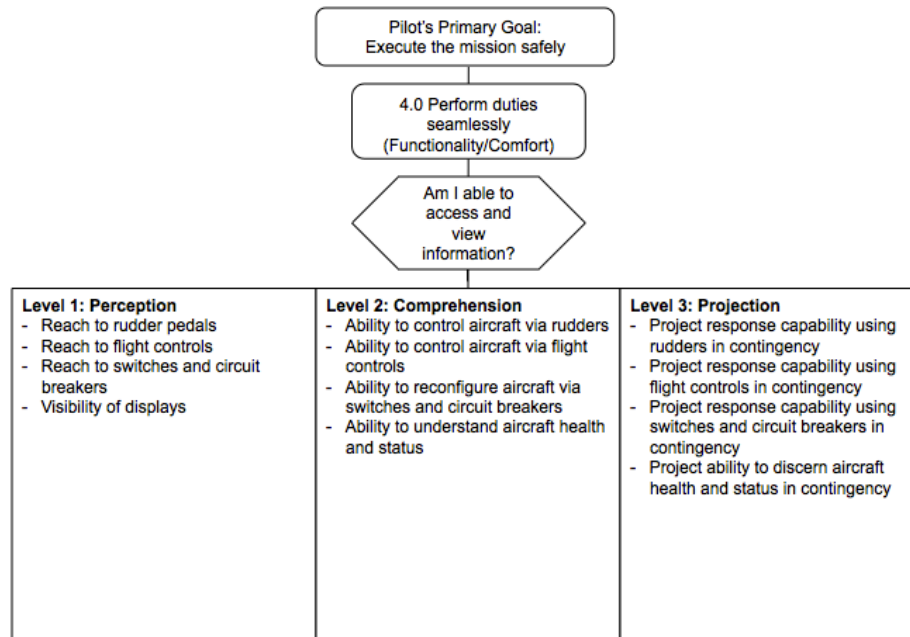 Pilot's Primary Goal:
Execute the mission safely
4.0 Perform duties
seamlessly
(Functionality/Comfort)
Am I able to
access and
view
information?
Level 1: Perception
- Reach to rudder pedals
- Reach to flight controls
- Reach to switches and circuit
breakers
- Visibility of displays
Level 2: Comprehension
- Ability to control aircraft via rudders
- Ability to control aircraft via flight
controls
- Ability to reconfigure aircraft via
switches and circuit breakers
- Ability to understand aircraft health
and status
Level 3: Projection
- Project response capability using
rudders in contingency
- Project response capability using
flight controls in contingency
- Project response capability using
switches and circuit breakers in
contingency
- Project ability to discern aircraft
health and status in contingency